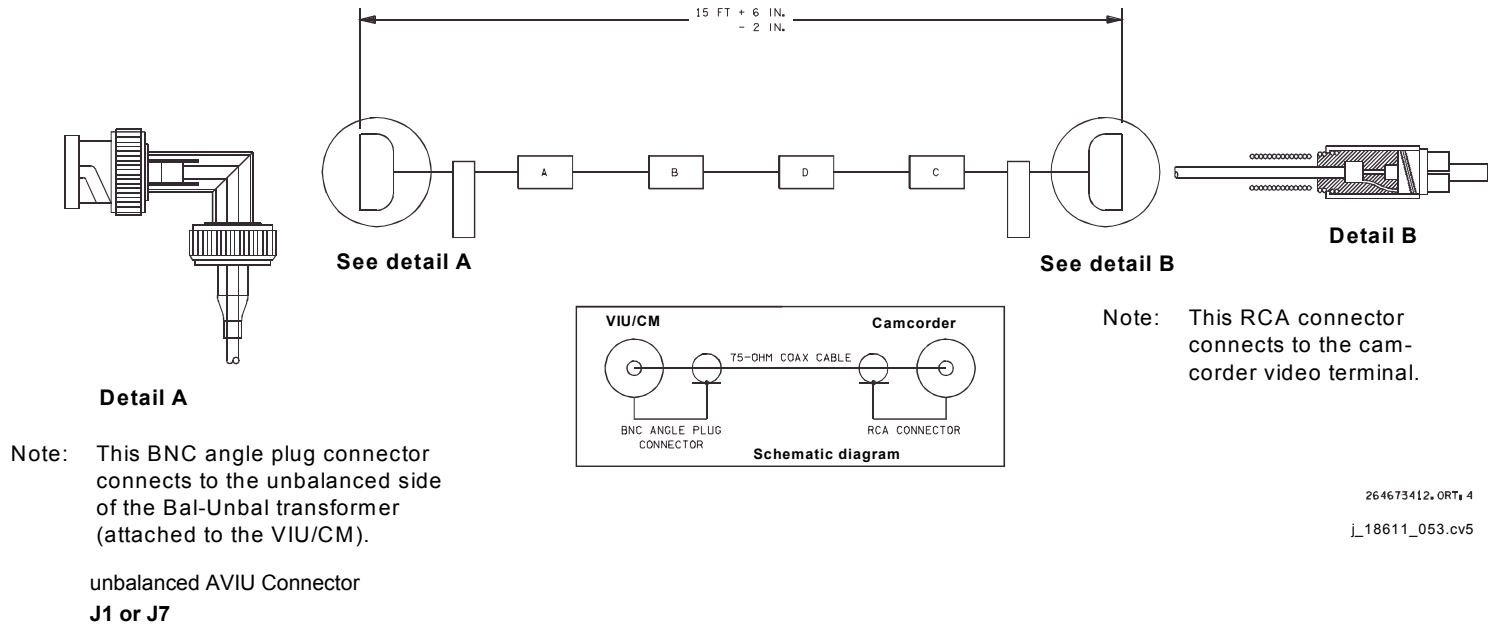 15 FT + 6 IN.
- 2 IN.
A
B
D
C
See detail A
See detail B
Detail B
Note: This RCA connector
connects to the cam-
corder video terminal.
Detail A
Note: This BNC angle plug connector
connects to the unbalanced side
of the Bal-Unbal transformer
(attached to the VIU/CM).
unbalanced AVIU Connector
J1 or J7
VIU/CM
Camcorder
75-OHM COAX CABLE
BNC ANGLE PLUG
CONNECTOR
RCA CONNECTOR
Schematic diagram
264673412.ORT;4
j_18611_053.cv5